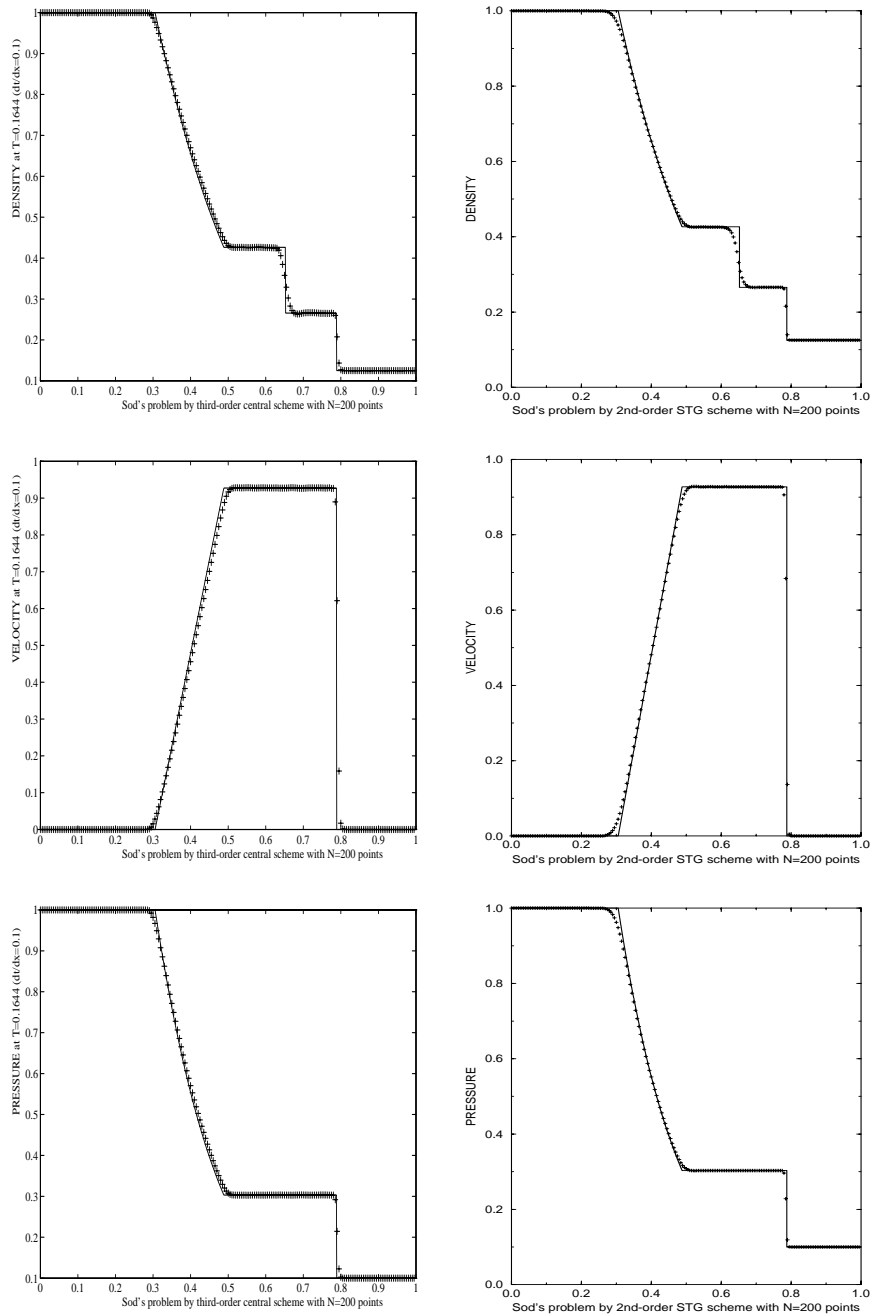 DENSITY at T=0.1644 (dt/dx=0.1)
1
0.9
0.8
0.7
0.6
0.5
0.4
0.3
0.2
0.1
0 0.1 0.2 0.3 0.4 0.5 0.6 0.7 0.8 0.9 1
Sod's problem by third-order central scheme with N=200 points
DENSITY
1.0
0.8
0.6
0.4
0.2
0.0
0.0 0.2 0.4 0.6 0.8 1.0
Sod's problem by 2nd-order STG scheme with N=200 points
VELOCITY at T=0.1644 (dt/dx=0.1)
1
0.9
0.8
0.7
0.6
0.5
0.4
0.3
0.2
0.1
0
0 0.1 0.2 0.3 0.4 0.5 0.6 0.7 0.8 0.9 1
Sod's problem by third-order central scheme with N=200 points
VELOCITY
1.0
0.8
0.6
0.4
0.2
0.0
0.0 0.2 0.4 0.6 0.8 1.0
Sod's problem by 2nd-order STG scheme with N=200 points
PRESSURE at T=0.1644 (dt/dx=0.1)
1
0.9
0.8
0.7
0.6
0.5
0.4
0.3
0.2
0.1
0 0.1 0.2 0.3 0.4 0.5 0.6 0.7 0.8 0.9 1
Sod's problem by third-order central scheme with N=200 points
PRESSURE
1.0
0.8
0.6
0.4
0.2
0.0
0.0 0.2 0.4 0.6 0.8 1.0
Sod's problem by 2nd-order STG scheme with N=200 points